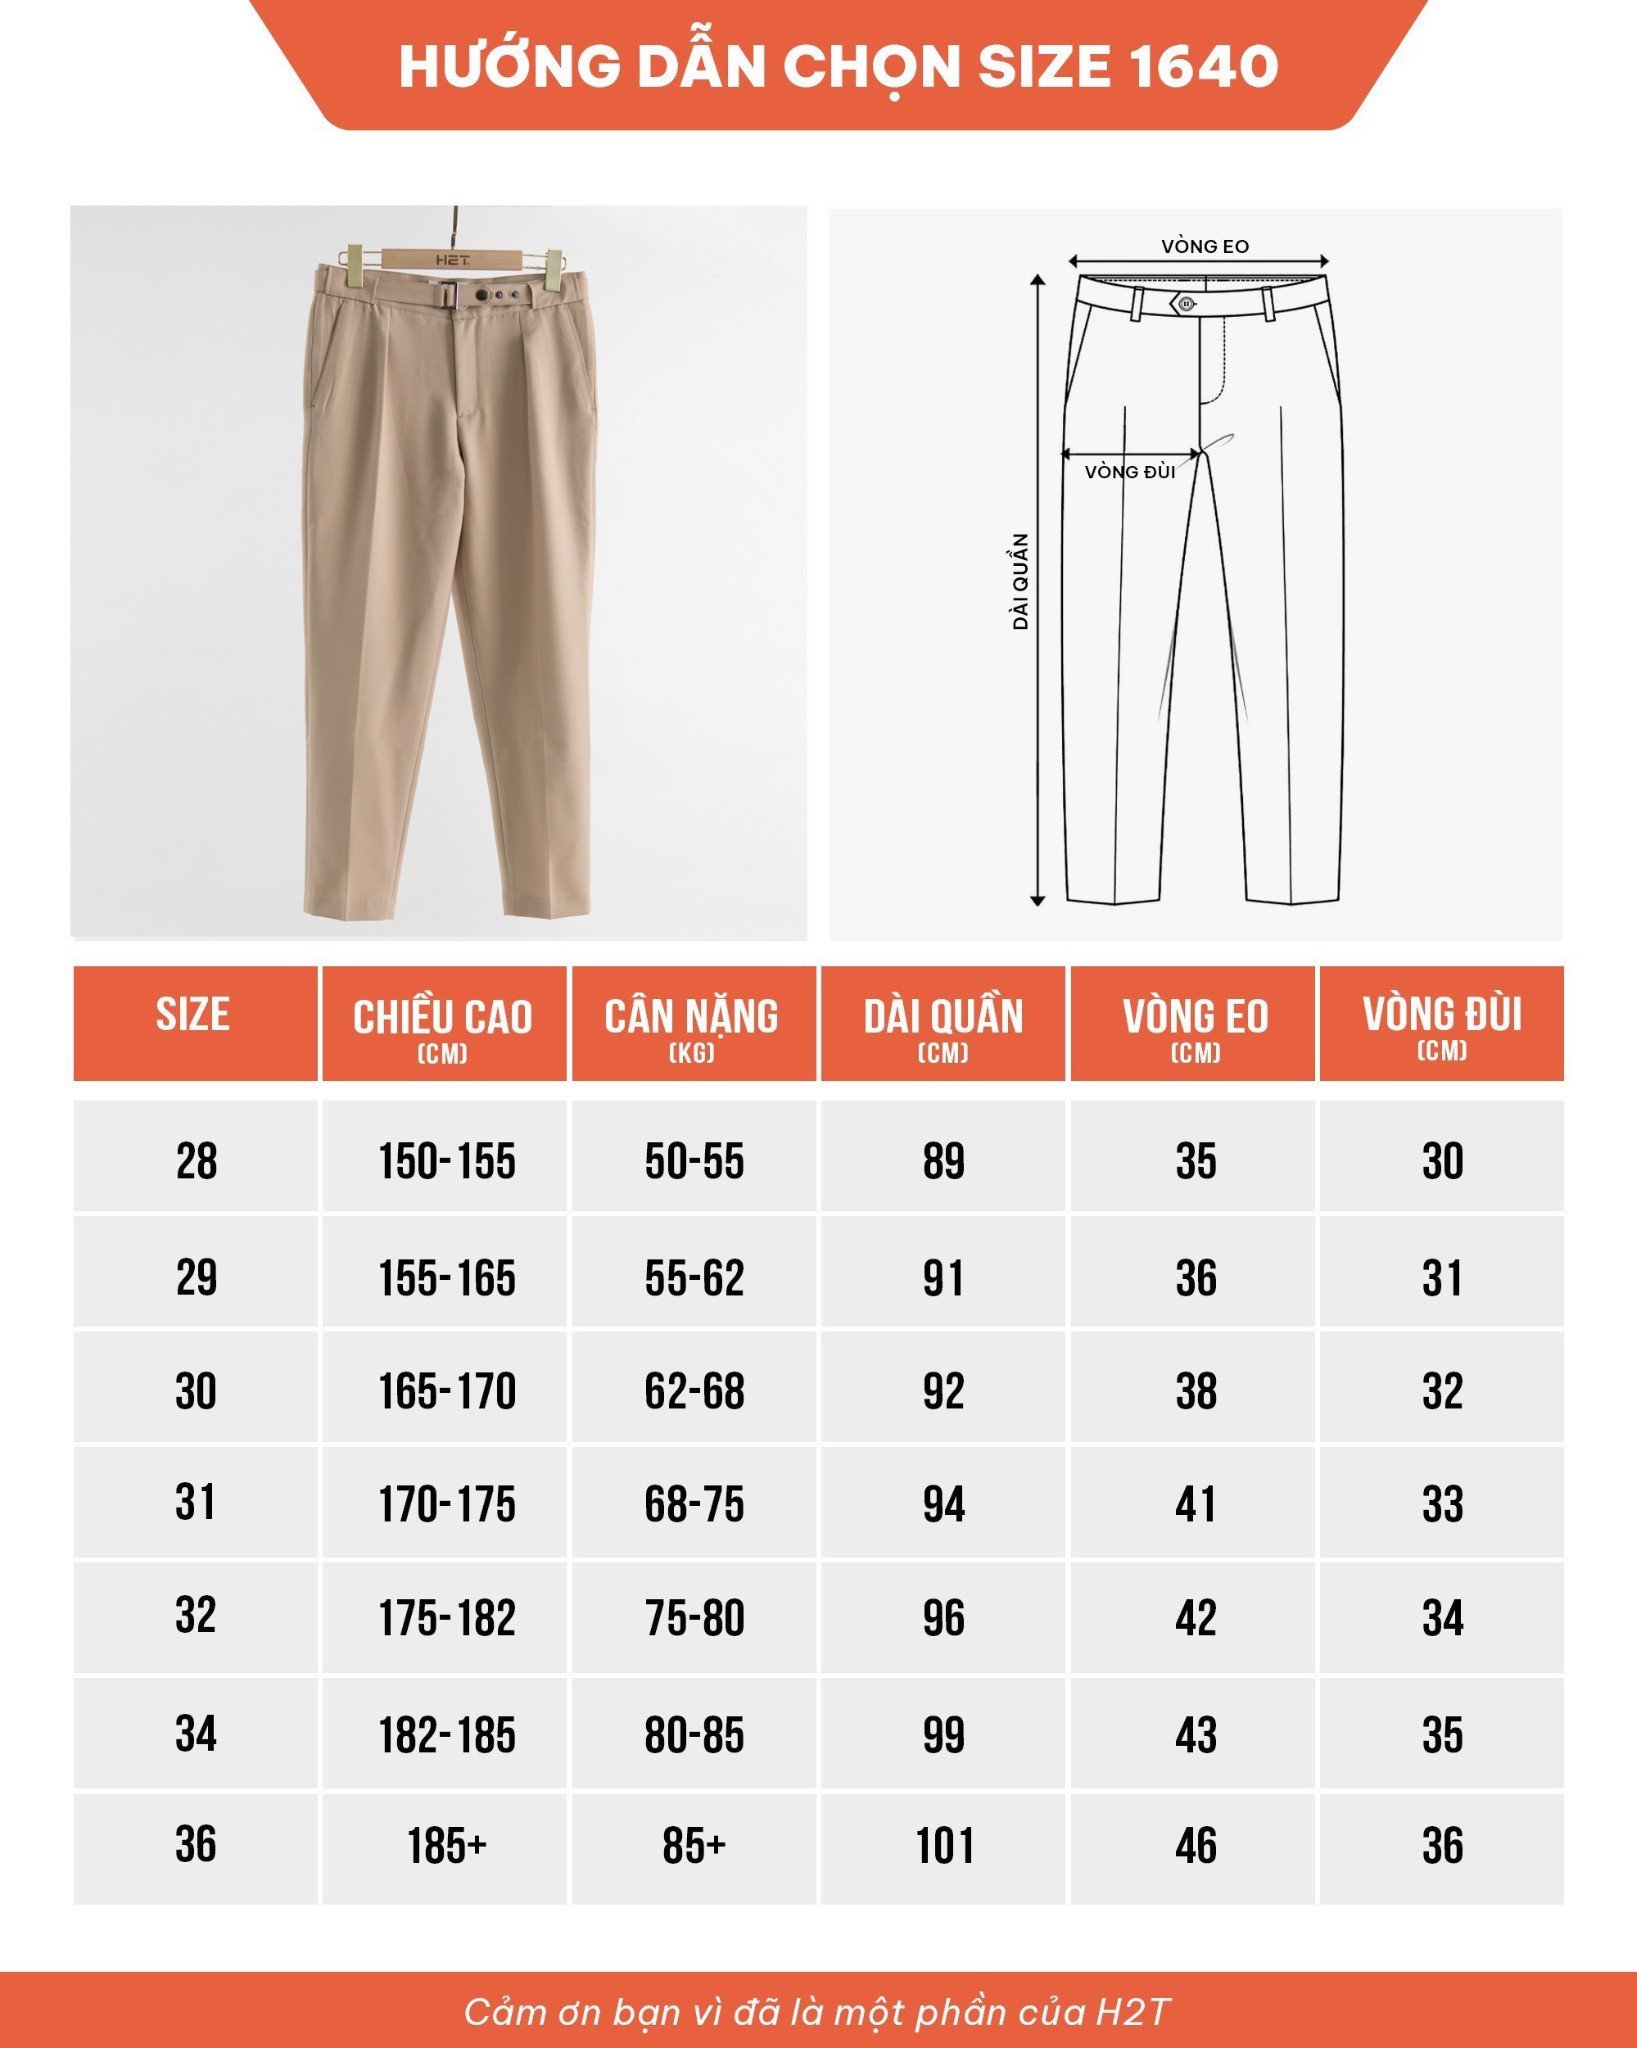 HƯỚNG DẪN CHỌN SIZE 1640
H2T
VÒNG EO
VÒNG ĐÙI
DÀI QUẦN
SIZE CHIỀU CAO CÂN NẶNG DÀI QUẦN VÒNG EO VÒNG ĐÙI
(CM) (KG) (CM) (CM) (CM)
28 150-155 50-55 89 35 30
29 155-165 55-62 91 36 31
30 165-170 62-68 92 38 32
31 170-175 68-75 94 41 33
32 175-182 75-80 96 42 34
34 182-185 80-85 99 43 35
36 185+ 85+ 101 46 36
Cảm ơn bạn vì đã là một phần của H2T